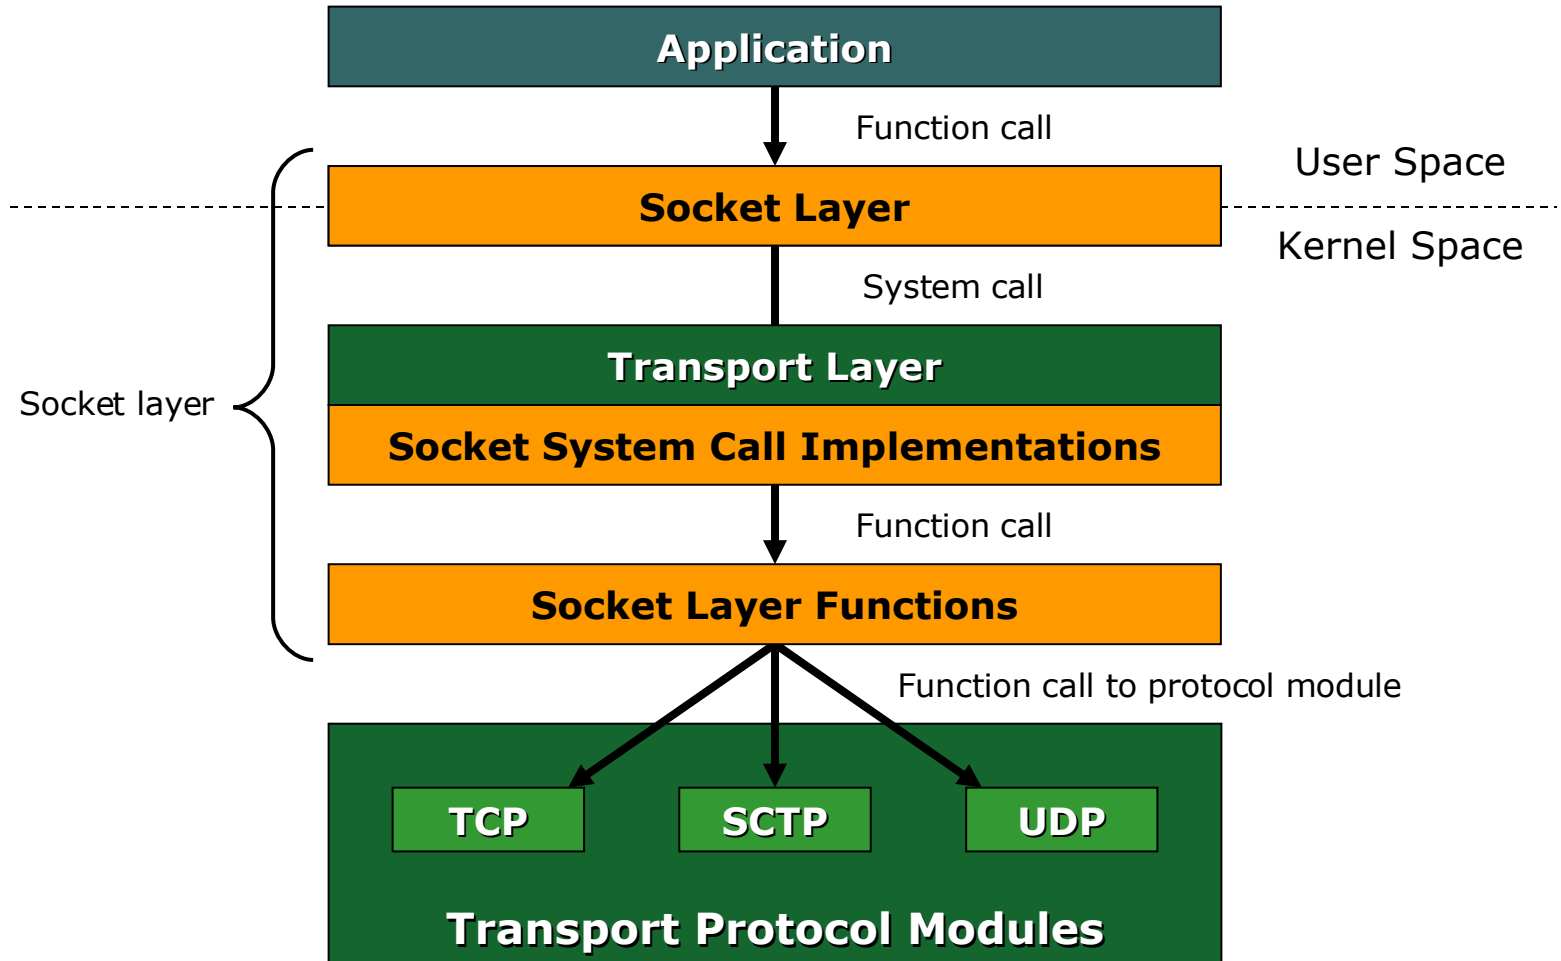 Application
Function call
User Space
Socket Layer
Kernel Space
System call
Transport Layer
Socket layer
Socket System Call Implementations
Function call
Socket Layer Functions
Function call to protocol module
TCP
SCTP
UDP
Transport Protocol Modules